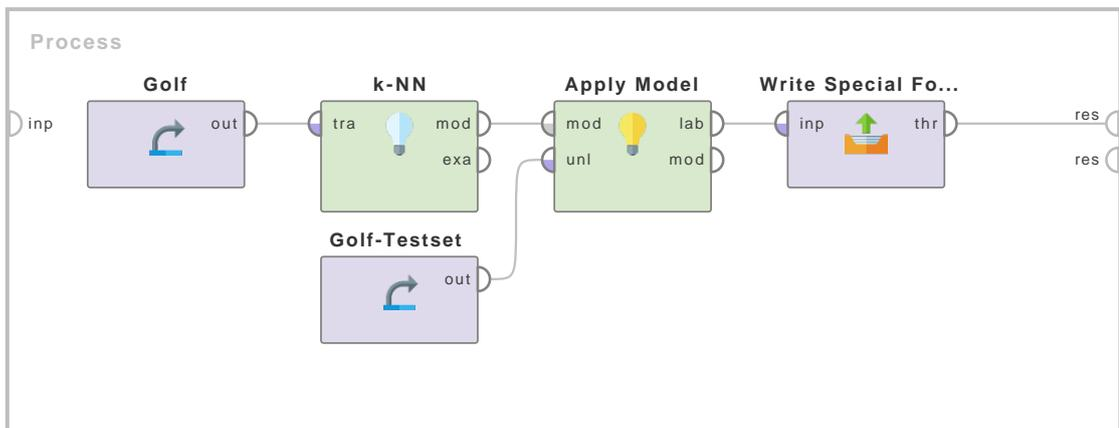 Process
Golf
k-NN
Apply Model
Write Special Fo...
inp
out
tra
mod
exa
mod
unl
lab
mod
inp
thr
res
res
Golf-Testset
out